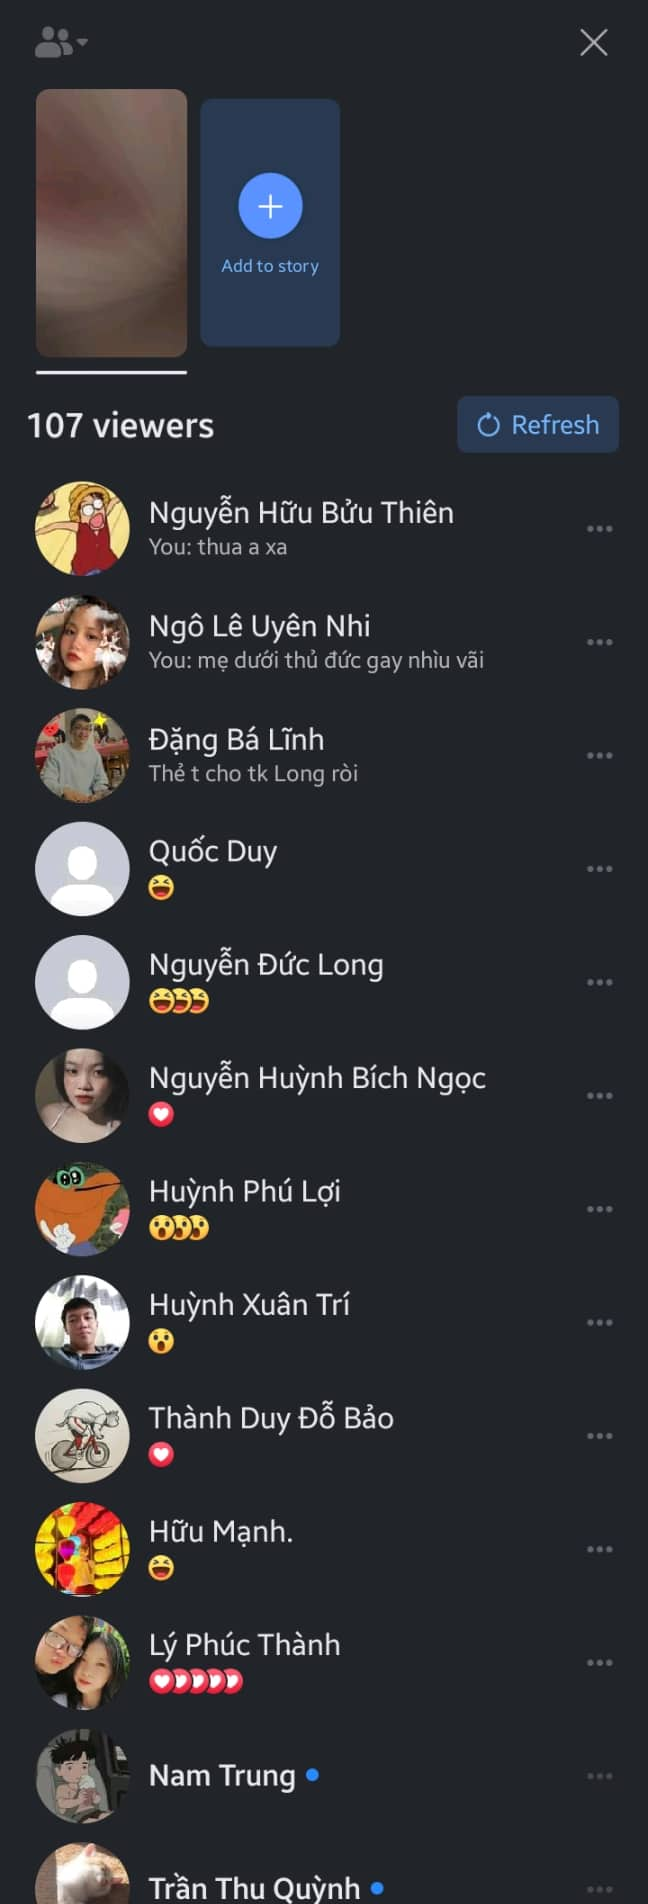 Add to story
107 viewers
Refresh
Nguyễn Hữu Bửu Thiên
You: thua a xa
Ngô Lê Uyên Nhi
You: mẹ dưới thủ đức gay nhìu vãi
Đặng Bá Lĩnh
Thẻ t cho tk Long ròi
Quốc Duy
Nguyễn Đức Long
Nguyễn Huỳnh Bích Ngọc
Huỳnh Phú Lợi
Huỳnh Xuân Trí
Thành Duy Đỗ Bảo
Hữu Mạnh.
Lý Phúc Thành
Nam Trung
Trần Thu Quỳnh